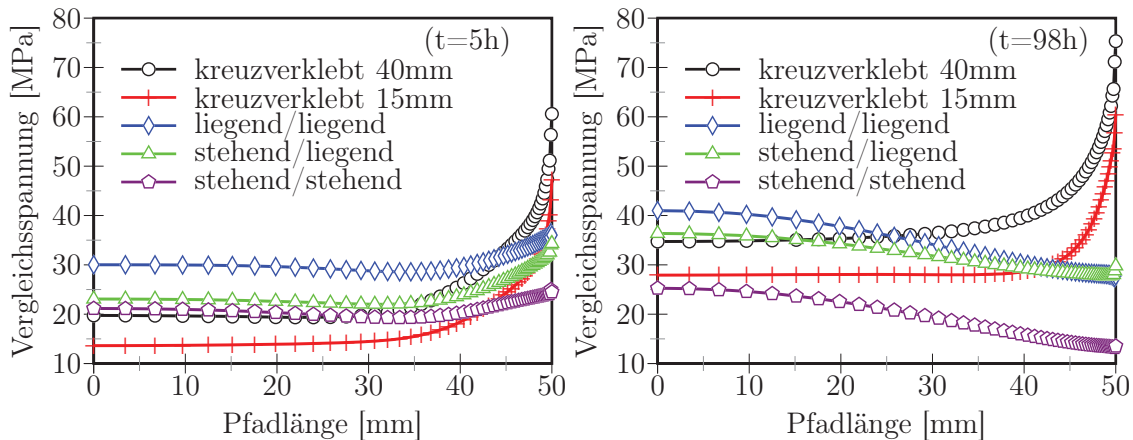 Vergleichsspannung [MPa]
80
70
60
50
40
30
20
10
(t=5h)
kreuzverklebt 40mm
kreuzverklebt 15mm
liegend/liegend
stehend/liegend
stehend/stehend
0 10 20 30 40 50
Pfadlänge [mm]
Vergleichsspannung [MPa]
80
70
60
50
40
30
20
10
(t=98h)
kreuzverklebt 40mm
kreuzverklebt 15mm
liegend/liegend
stehend/liegend
stehend/stehend
0 10 20 30 40 50
Pfadlänge [mm]